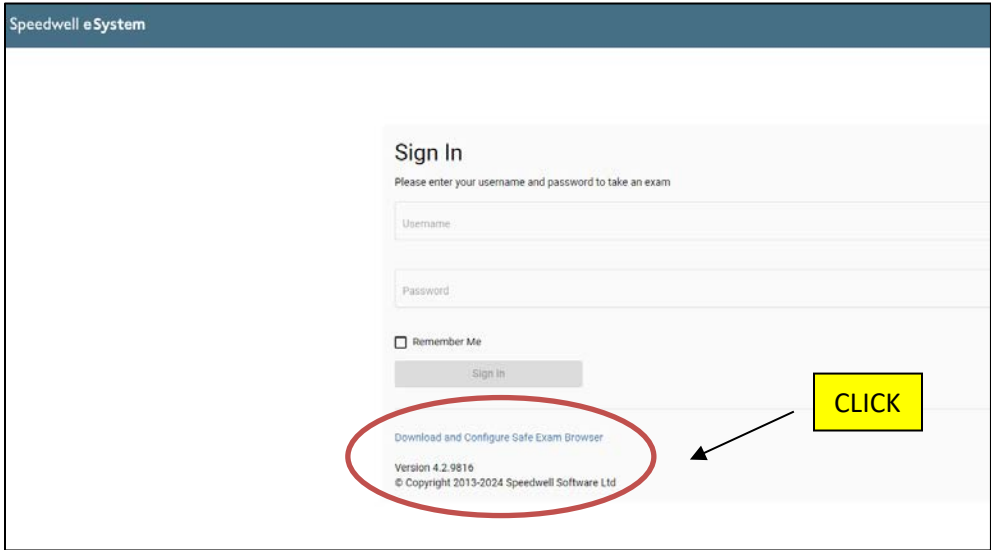 Speedwell eSystem
Sign In
Please enter your username and password to take an exam
Username
Password
Remember Me
Sign In
CLICK
Download and Configure Safe Exam Browser
Version 4.2.9816
© Copyright 2013-2024 Speedwell Software Ltd